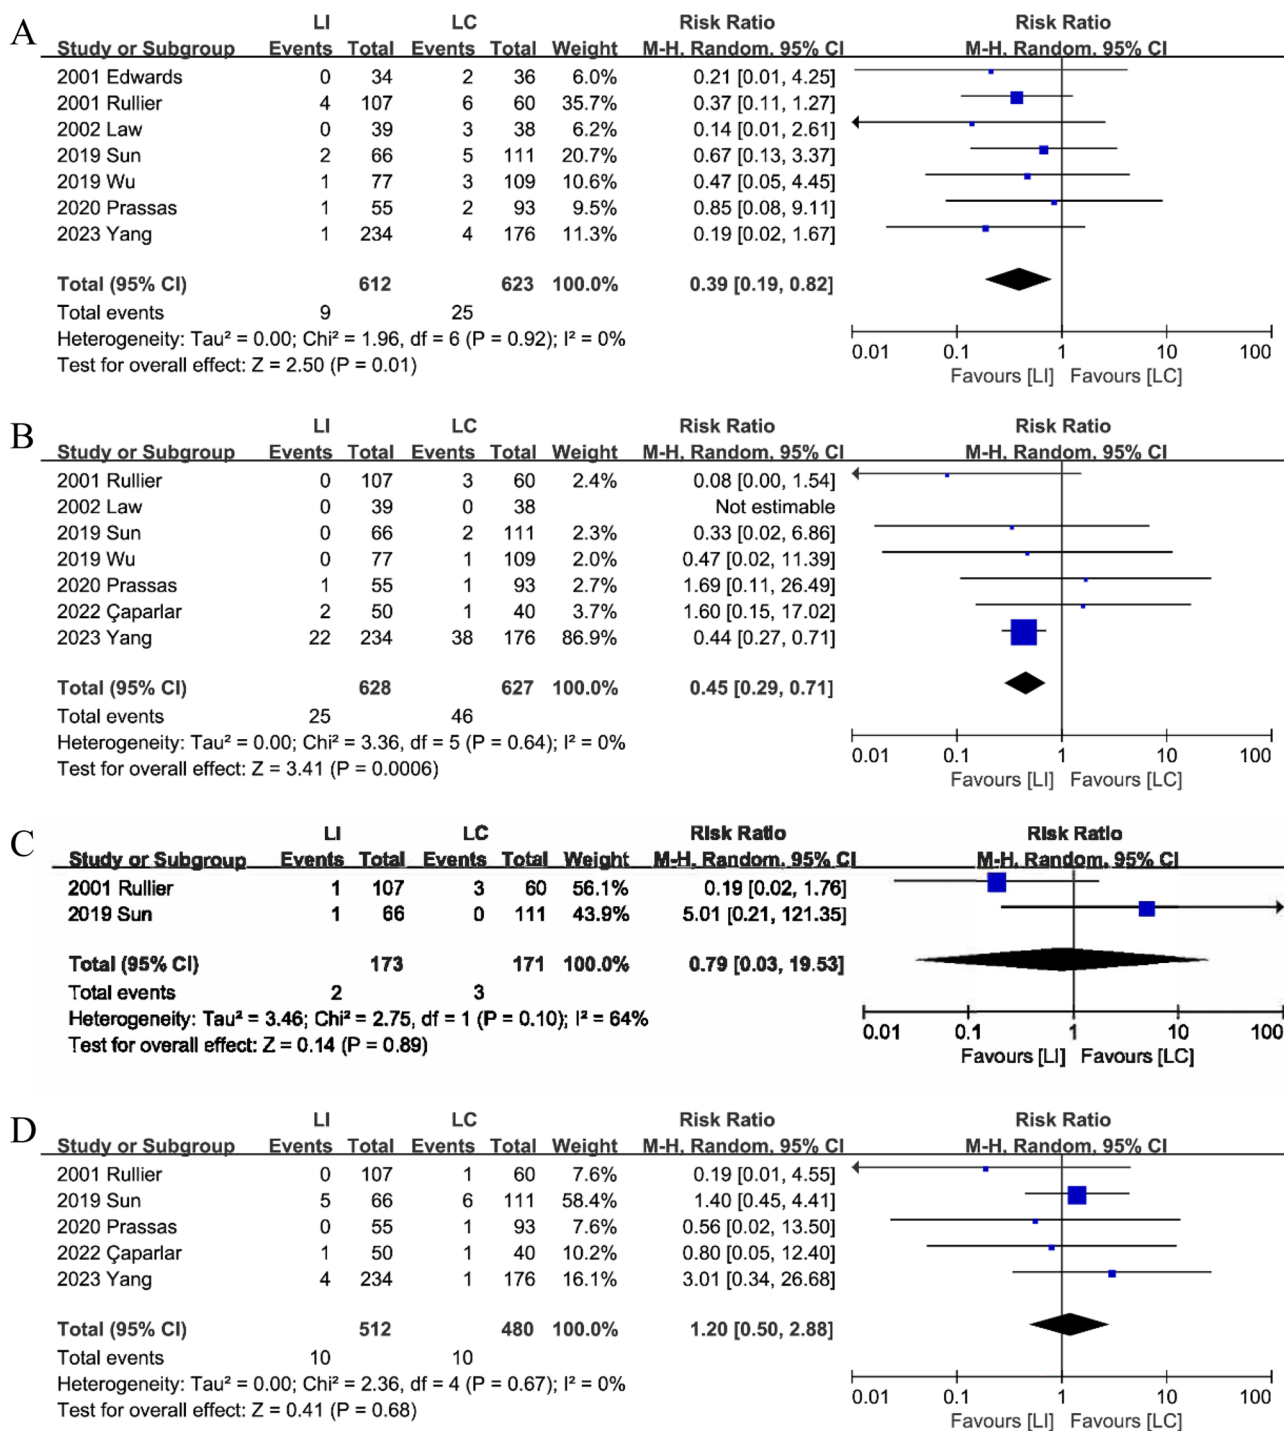 A
LI LC Risk Ratio Risk Ratio
Study or Subgroup Events Total Events Total Weight M-H, Random, 95% CI M-H, Random, 95% CI
2001 Edwards 0 34 2 36 6.0% 0.21 [0.01, 4.25]
2001 Rullier 4 107 6 60 35.7% 0.37 [0.11, 1.27]
2002 Law 0 39 3 38 6.2% 0.14 [0.01, 2.61]
2019 Sun 2 66 5 111 20.7% 0.67 [0.13, 3.37]
2019 Wu 1 77 3 109 10.6% 0.47 [0.05, 4.45]
2020 Prassas 1 55 2 93 9.5% 0.85 [0.08, 9.11]
2023 Yang 1 234 4 176 11.3% 0.19 [0.02, 1.67]
Total (95% CI) 612 623 100.0% 0.39 [0.19, 0.82]
Total events 9 25
Heterogeneity: Tau² = 0.00; Chi² = 1.96, df = 6 (P = 0.92); I² = 0%
Test for overall effect: Z = 2.50 (P = 0.01)
0.01 0.1 1 10 100
Favours [LI] Favours [LC]
B
LI LC Risk Ratio Risk Ratio
Study or Subgroup Events Total Events Total Weight M-H, Random, 95% CI M-H, Random, 95% CI
2001 Rullier 0 107 3 60 2.4% 0.08 [0.00, 1.54]
2002 Law 0 39 0 38 Not estimable
2019 Sun 0 66 2 111 2.3% 0.33 [0.02, 6.86]
2019 Wu 0 77 1 109 2.0% 0.47 [0.02, 11.39]
2020 Prassas 1 55 1 93 2.7% 1.69 [0.11, 26.49]
2022 Çaparlar 2 50 1 40 3.7% 1.60 [0.15, 17.02]
2023 Yang 22 234 38 176 86.9% 0.44 [0.27, 0.71]
Total (95% CI) 628 627 100.0% 0.45 [0.29, 0.71]
Total events 25 46
Heterogeneity: Tau² = 0.00; Chi² = 3.36, df = 5 (P = 0.64); I² = 0%
Test for overall effect: Z = 3.41 (P = 0.0006)
0.01 0.1 1 10 100
Favours [LI] Favours [LC]
C
LI LC Risk Ratio Risk Ratio
Study or Subgroup Events Total Events Total Weight M-H, Random, 95% CI M-H, Random, 95% CI
2001 Rullier 1 107 3 60 56.1% 0.19 [0.02, 1.76]
2019 Sun 1 66 0 111 43.9% 5.01 [0.21, 121.35]
Total (95% CI) 173 171 100.0% 0.79 [0.03, 19.53]
Total events 2 3
Heterogeneity: Tau² = 3.46; Chi² = 2.75, df = 1 (P = 0.10); I² = 64%
Test for overall effect: Z = 0.14 (P = 0.89)
0.01 0.1 1 10 100
Favours [LI] Favours [LC]
D
LI LC Risk Ratio Risk Ratio
Study or Subgroup Events Total Events Total Weight M-H, Random, 95% CI M-H, Random, 95% CI
2001 Rullier 0 107 1 60 7.6% 0.19 [0.01, 4.55]
2019 Sun 5 66 6 111 58.4% 1.40 [0.45, 4.41]
2020 Prassas 0 55 1 93 7.6% 0.56 [0.02, 13.50]
2022 Çaparlar 1 50 1 40 10.2% 0.80 [0.05, 12.40]
2023 Yang 4 234 1 176 16.1% 3.01 [0.34, 26.68]
Total (95% CI) 512 480 100.0% 1.20 [0.50, 2.88]
Total events 10 10
Heterogeneity: Tau² = 0.00; Chi² = 2.36, df = 4 (P = 0.67); I² = 0%
Test for overall effect: Z = 0.41 (P = 0.68)
0.01 0.1 1 10 100
Favours [LI] Favours [LC]